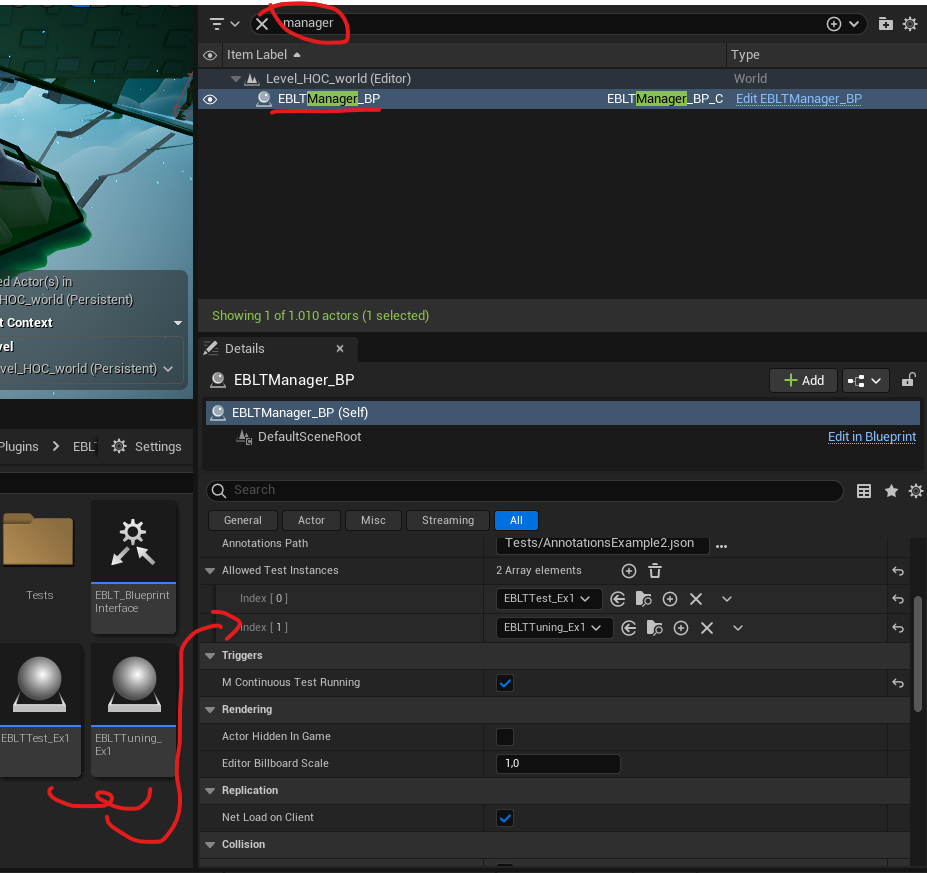 manager
Item Label
Type
Level_HOC_world (Editor)
World
EBLTManager_BP
EBLTManager_BP_C
Edit EBLTManager_BP
ed Actor(s) in
HOC_world (Persistent)
t Context
vel
vel_HOC_world (Persistent)
Showing 1 of 1.010 actors (1 selected)
Details
EBLTManager_BP
Add
EBLTManager_BP (Self)
DefaultSceneRoot
Edit in Blueprint
Plugins
EBLT
Settings
Search
General
Actor
Misc
Streaming
All
Annotations Path
Tests/AnnotationsExample2.json
Allowed Test Instances
2 Array elements
Index [ 0 ]
EBLTTest_Ex1
Index [ 1 ]
EBLTTuning_Ex1
Triggers
M Continuous Test Running
Rendering
Actor Hidden In Game
Editor Billboard Scale
1,0
Replication
Net Load on Client
Collision
Tests
EBLT_Blueprint
Interface
EBLTTest_Ex1
EBLTTuning_
Ex1